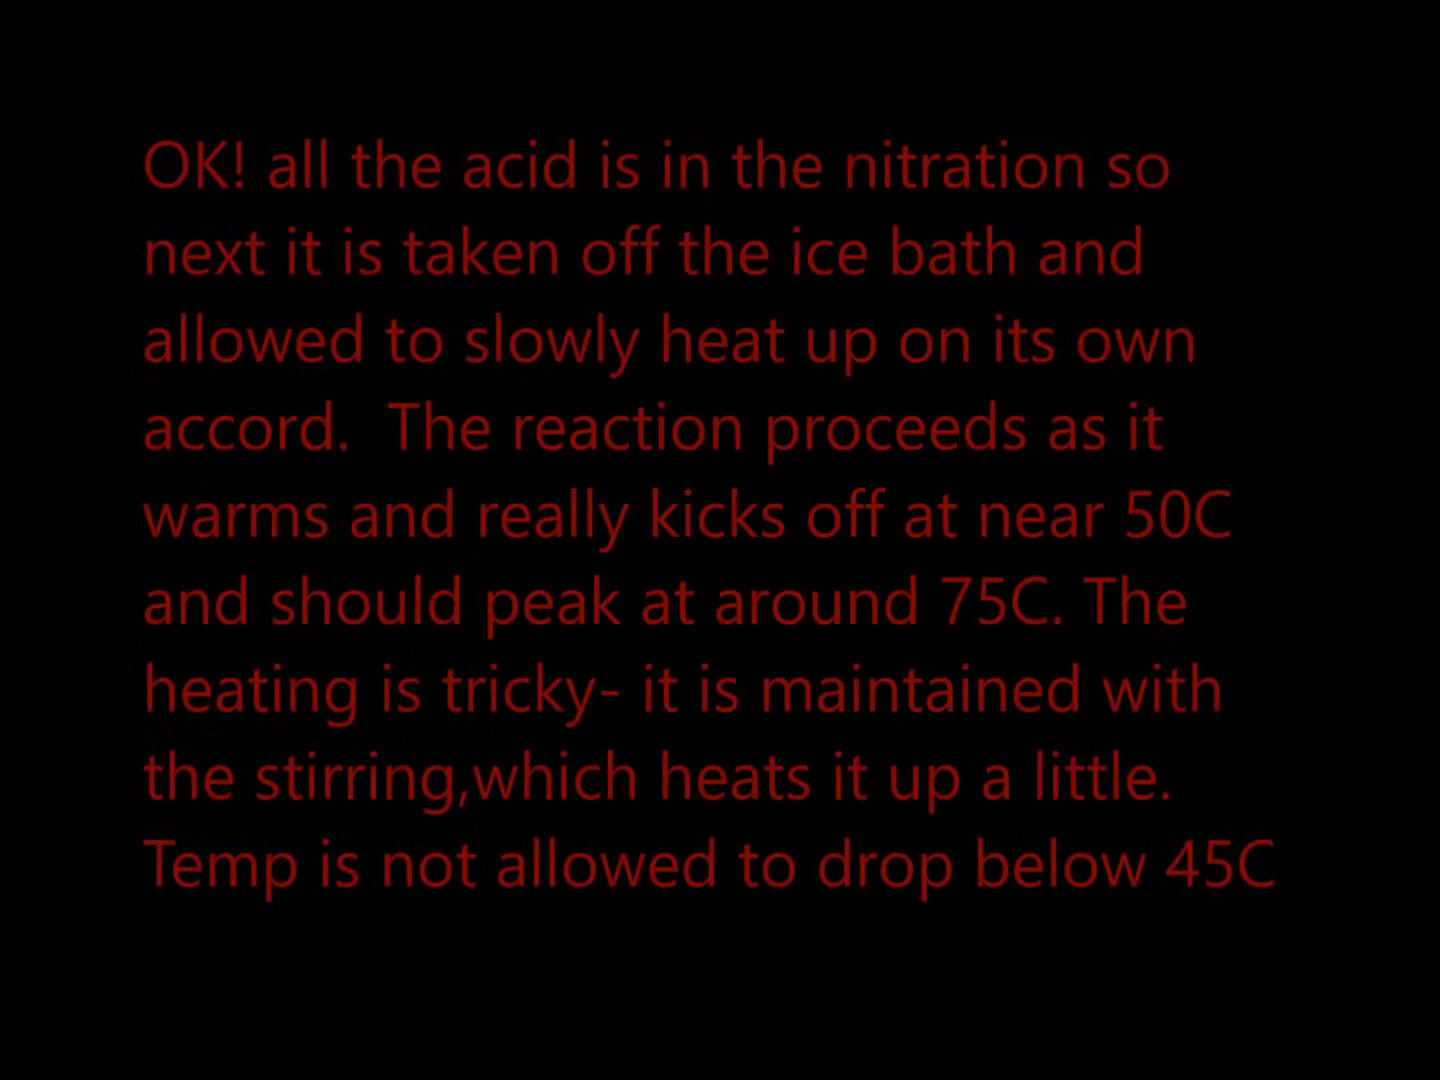 OK! all the acid is in the nitration so
next it is taken off the ice bath and
allowed to slowly heat up on its own
accord.  The reaction proceeds as it
warms and really kicks off at near 50C
and should peak at around 75C. The
heating is tricky- it is maintained with
the stirring,which heats it up a little.
Temp is not allowed to drop below 45C